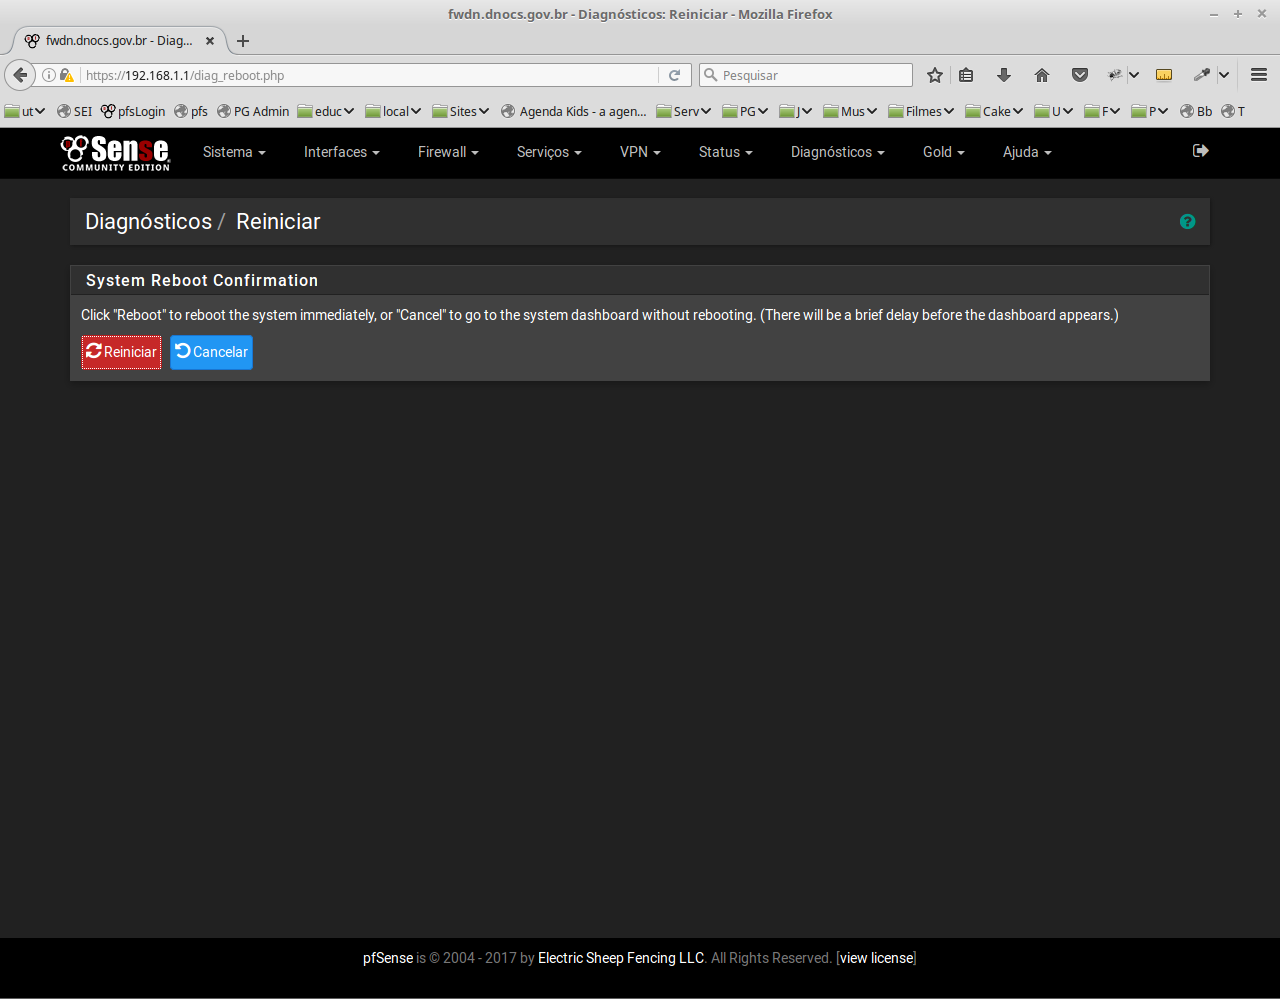 fwdn.dnocs.gov.br - Diagnósticos: Reiniciar - Mozilla Firefox
fwdn.dnocs.gov.br - Diag...
https://192.168.1.1/diag_reboot.php
Pesquisar
ut SEI pfsLogin pfs PG Admin educ local Sites Agenda Kids - a agen... Serv PG J Mus Filmes Cake U F P Bb T
Sense
COMMUNITY EDITION
Sistema Interfaces Firewall Serviços VPN Status Diagnósticos Gold Ajuda
Diagnósticos / Reiniciar
System Reboot Confirmation
Click "Reboot" to reboot the system immediately, or "Cancel" to go to the system dashboard without rebooting. (There will be a brief delay before the dashboard appears.)
Reiniciar Cancelar
pfSense is © 2004 - 2017 by Electric Sheep Fencing LLC. All Rights Reserved. [view license]